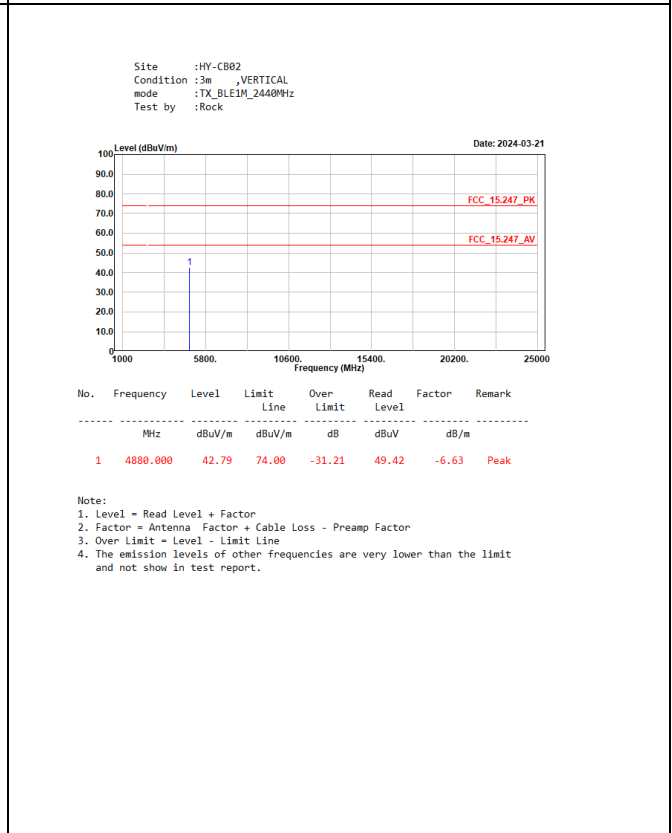 Site      :HY-CB02
Condition :3m    ,VERTICAL
mode      :TX_BLE1M_2440MHz
Test by   :Rock
Level (dBuV/m)
Date: 2024-03-21
100
90.0
80.0
FCC_15.247_PK
70.0
60.0
FCC_15.247_AV
50.0
1
40.0
30.0
20.0
10.0
0
1000 5800. 10600. 15400. 20200. 25000
Frequency (MHz)
No. Frequency Level Limit Over Read Factor Remark
Line Limit Level
------ ----------- ------- -------- --------- --------- ------- ---------
MHz dBuV/m dBuV/m dB dBuV dB/m
1 4880.000 42.79 74.00 -31.21 49.42 -6.63 Peak
Note:
1. Level = Read Level + Factor
2. Factor = Antenna  Factor + Cable Loss - Preamp Factor
3. Over Limit = Level - Limit Line
4. The emission levels of other frequencies are very lower than the limit
and not show in test report.